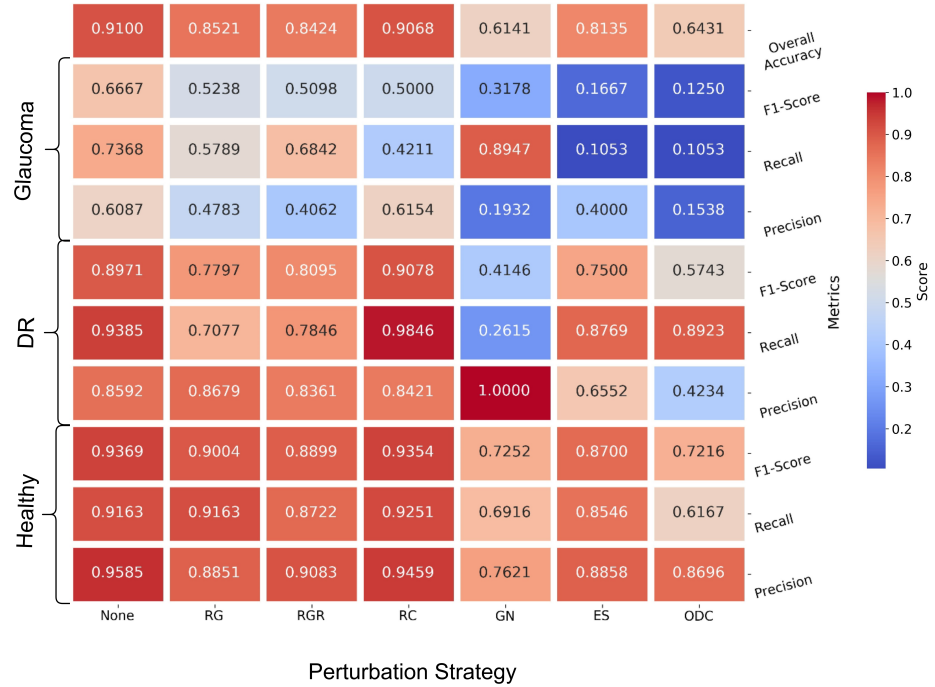 0.9100 0.8521 0.8424 0.9068 0.6141 0.8135 0.6431 Overall Accuracy
Glaucoma
0.6667 0.5238 0.5098 0.5000 0.3178 0.1667 0.1250 F1-Score
0.7368 0.5789 0.6842 0.4211 0.8947 0.1053 0.1053 Recall
0.6087 0.4783 0.4062 0.6154 0.1932 0.4000 0.1538 Precision
DR
0.8971 0.7797 0.8095 0.9078 0.4146 0.7500 0.5743 F1-Score
0.9385 0.7077 0.7846 0.9846 0.2615 0.8769 0.8923 Recall
0.8592 0.8679 0.8361 0.8421 1.0000 0.6552 0.4234 Precision
Healthy
0.9369 0.9004 0.8899 0.9354 0.7252 0.8700 0.7216 F1-Score
0.9163 0.9163 0.8722 0.9251 0.6916 0.8546 0.6167 Recall
0.9585 0.8851 0.9083 0.9459 0.7621 0.8858 0.8696 Precision
None RG RGR RC GN ES ODC
Perturbation Strategy
Metrics
1.0
0.9
0.8
0.7
0.6
0.5
0.4
0.3
0.2
Score